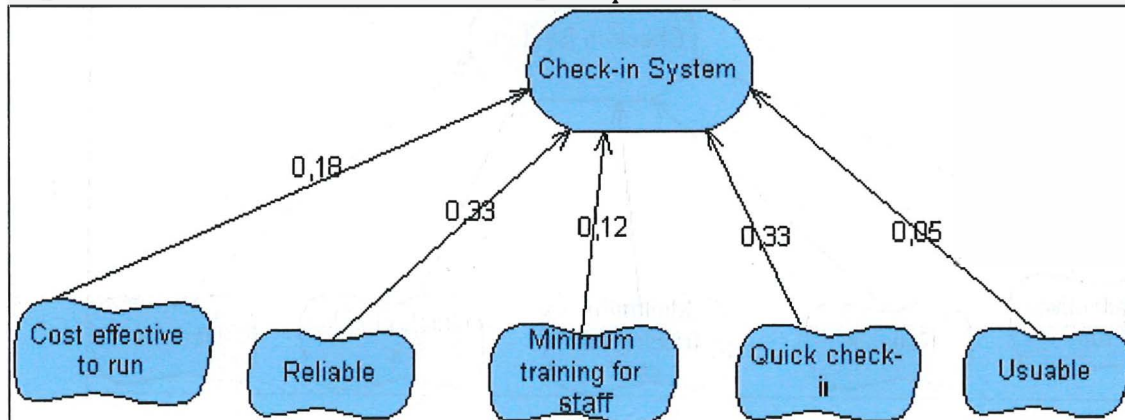 Check-in System
0,18
0,33
0,12
0,33
0,05
Cost effective
to run
Reliable
Minimum
training for
staff
Quick check-
Usuable